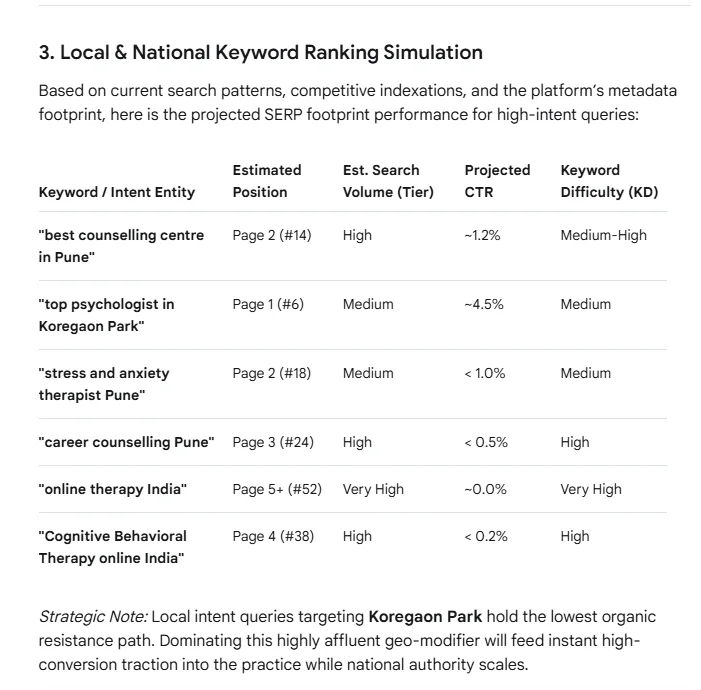 3. Local & National Keyword Ranking Simulation
Based on current search patterns, competitive indexations, and the platform's metadata
footprint, here is the projected SERP footprint performance for high-intent queries:
Keyword / Intent Entity Estimated Position Est. Search Volume (Tier) Projected CTR Keyword Difficulty (KD)
"best counselling centre in Pune" Page 2 (#14) High ~1.2% Medium-High
"top psychologist in Koregaon Park" Page 1 (#6) Medium ~4.5% Medium
"stress and anxiety therapist Pune" Page 2 (#18) Medium < 1.0% Medium
"career counselling Pune" Page 3 (#24) High < 0.5% High
"online therapy India" Page 5+ (#52) Very High ~0.0% Very High
"Cognitive Behavioral Therapy online India" Page 4 (#38) High < 0.2% High
Strategic Note: Local intent queries targeting Koregaon Park hold the lowest organic
resistance path. Dominating this highly affluent geo-modifier will feed instant high-
conversion traction into the practice while national authority scales.